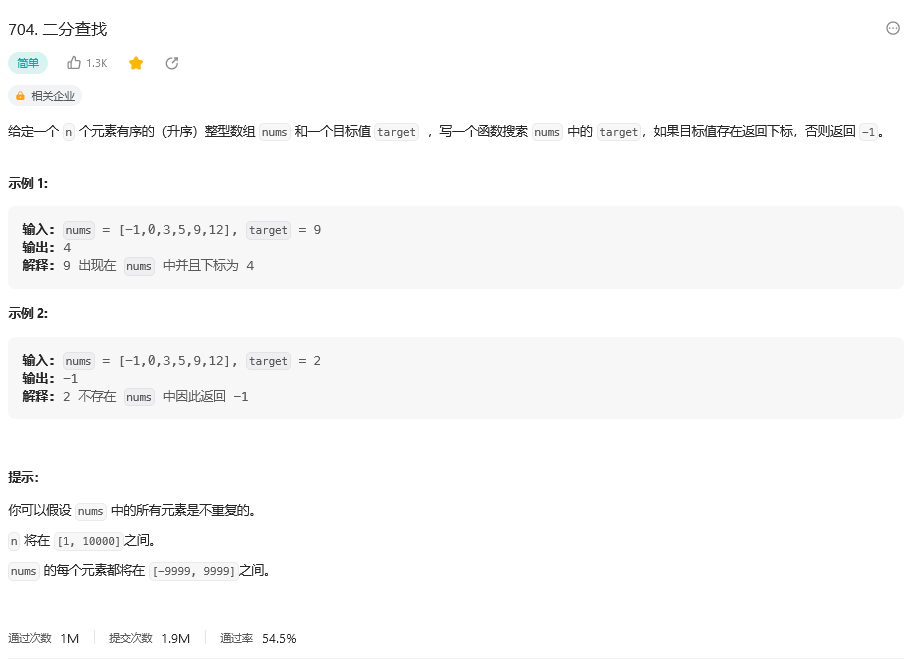 704. 二分查找
简单 1.3K
相关企业
给定一个 n 个元素有序的（升序）整型数组 nums 和一个目标值 target ，写一个函数搜索 nums 中的 target，如果目标值存在返回下标，否则返回 -1。
示例 1:
输入: nums = [-1,0,3,5,9,12], target = 9
输出: 4
解释: 9 出现在 nums 中并且下标为 4
示例 2:
输入: nums = [-1,0,3,5,9,12], target = 2
输出: -1
解释: 2 不存在 nums 中因此返回 -1
提示:
你可以假设 nums 中的所有元素是不重复的。
n 将在 [1, 10000]之间。
nums 的每个元素都将在 [-9999, 9999]之间。
通过次数 1M 提交次数 1.9M 通过率 54.5%